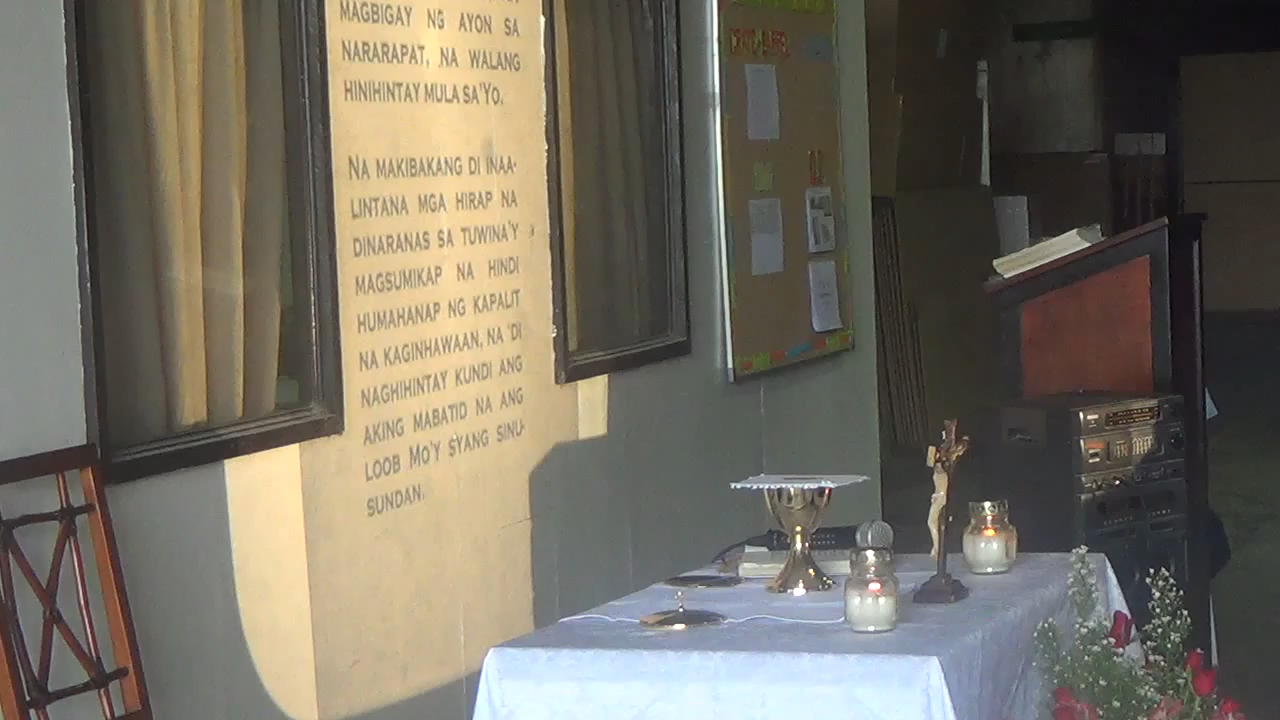 MAGBIGAY NG AYON SA
NARARAPAT, NA WALANG
HINIHINTAY MULA SA'YO.
NA MAKIBAKANG DI INAA-
LINTANA MGA HIRAP NA
DINARANAS SA TUWINA'Y
MAGSUMIKAP NA HINDI
HUMAHANAP NG KAPALIT
NA KAGINHAWAAN, NA 'DI
NAGHIHINTAY KUNDI ANG
AKING MABATID NA ANG
LOOB MO'Y S'YANG SINU-
SUNDAN.